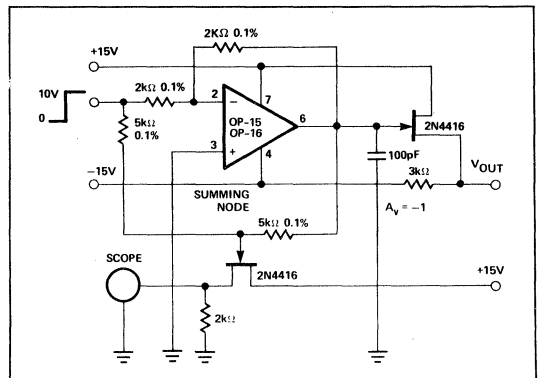 +15V
2KΩ 0.1%
10V
0
2kΩ 0.1%
2
7
−
OP-15
OP-16
6
2N4416
5kΩ
0.1%
3
+
4
100pF
VOUT
3kΩ
−15V
SUMMING
NODE
AV = −1
5kΩ 0.1%
SCOPE
2N4416
+15V
2kΩ